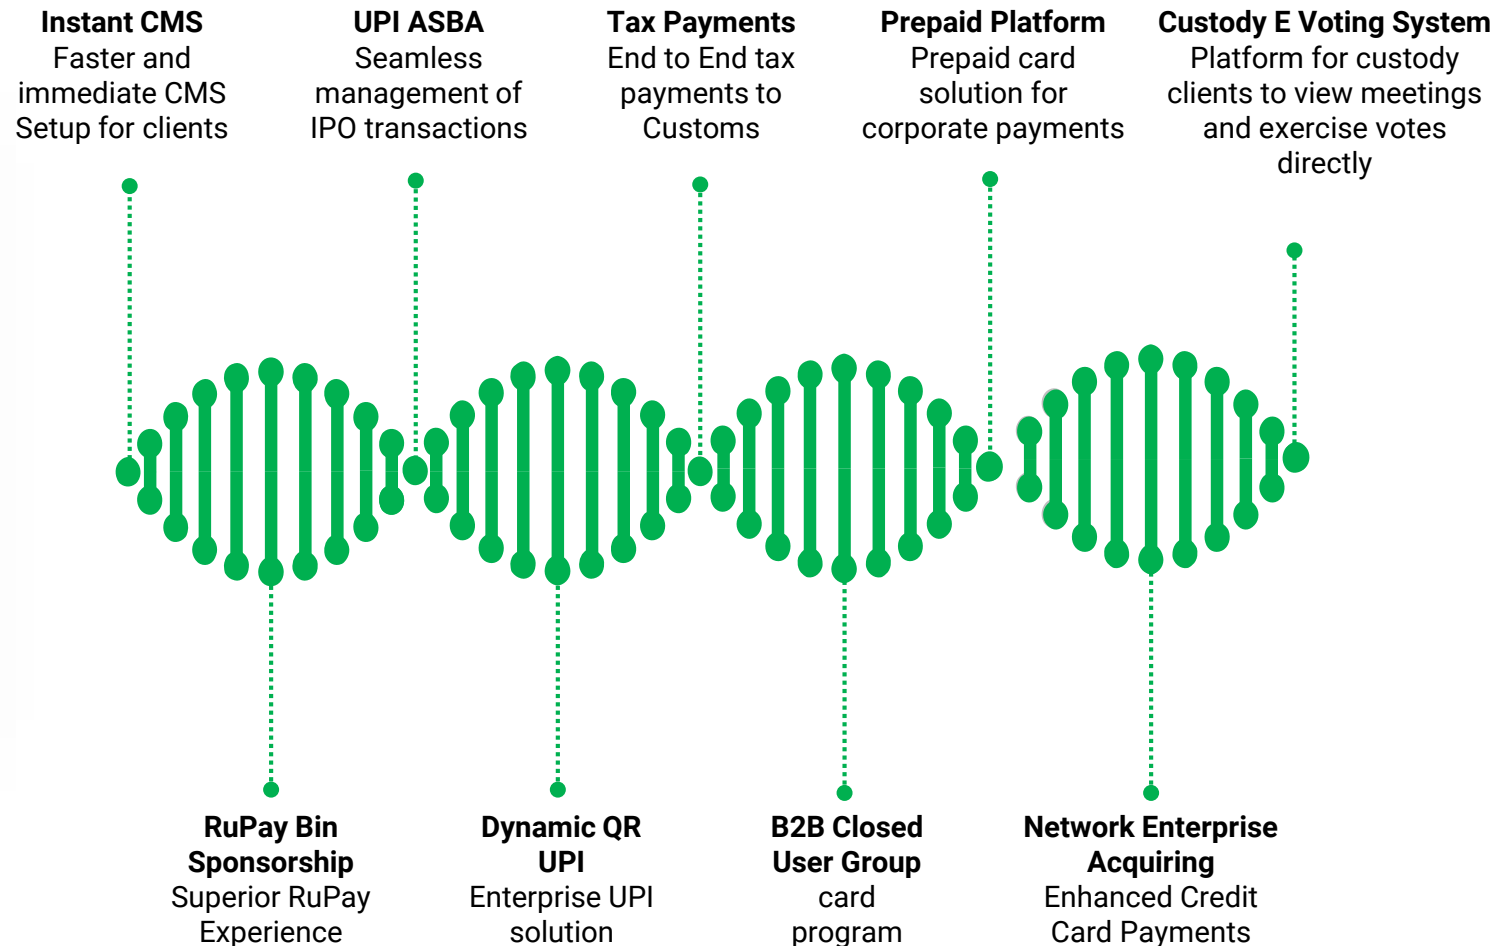 Instant CMS
Faster and
immediate CMS
Setup for clients
UPI ASBA
Seamless
management of
IPO transactions
Tax Payments
End to End tax
payments to
Customs
Prepaid Platform
Prepaid card
solution for
corporate payments
Custody E Voting System
Platform for custody
clients to view meetings
and exercise votes
directly
RuPay Bin
Sponsorship
Superior RuPay
Experience
Dynamic QR
UPI
Enterprise UPI
solution
B2B Closed
User Group
card
program
Network Enterprise
Acquiring
Enhanced Credit
Card Payments